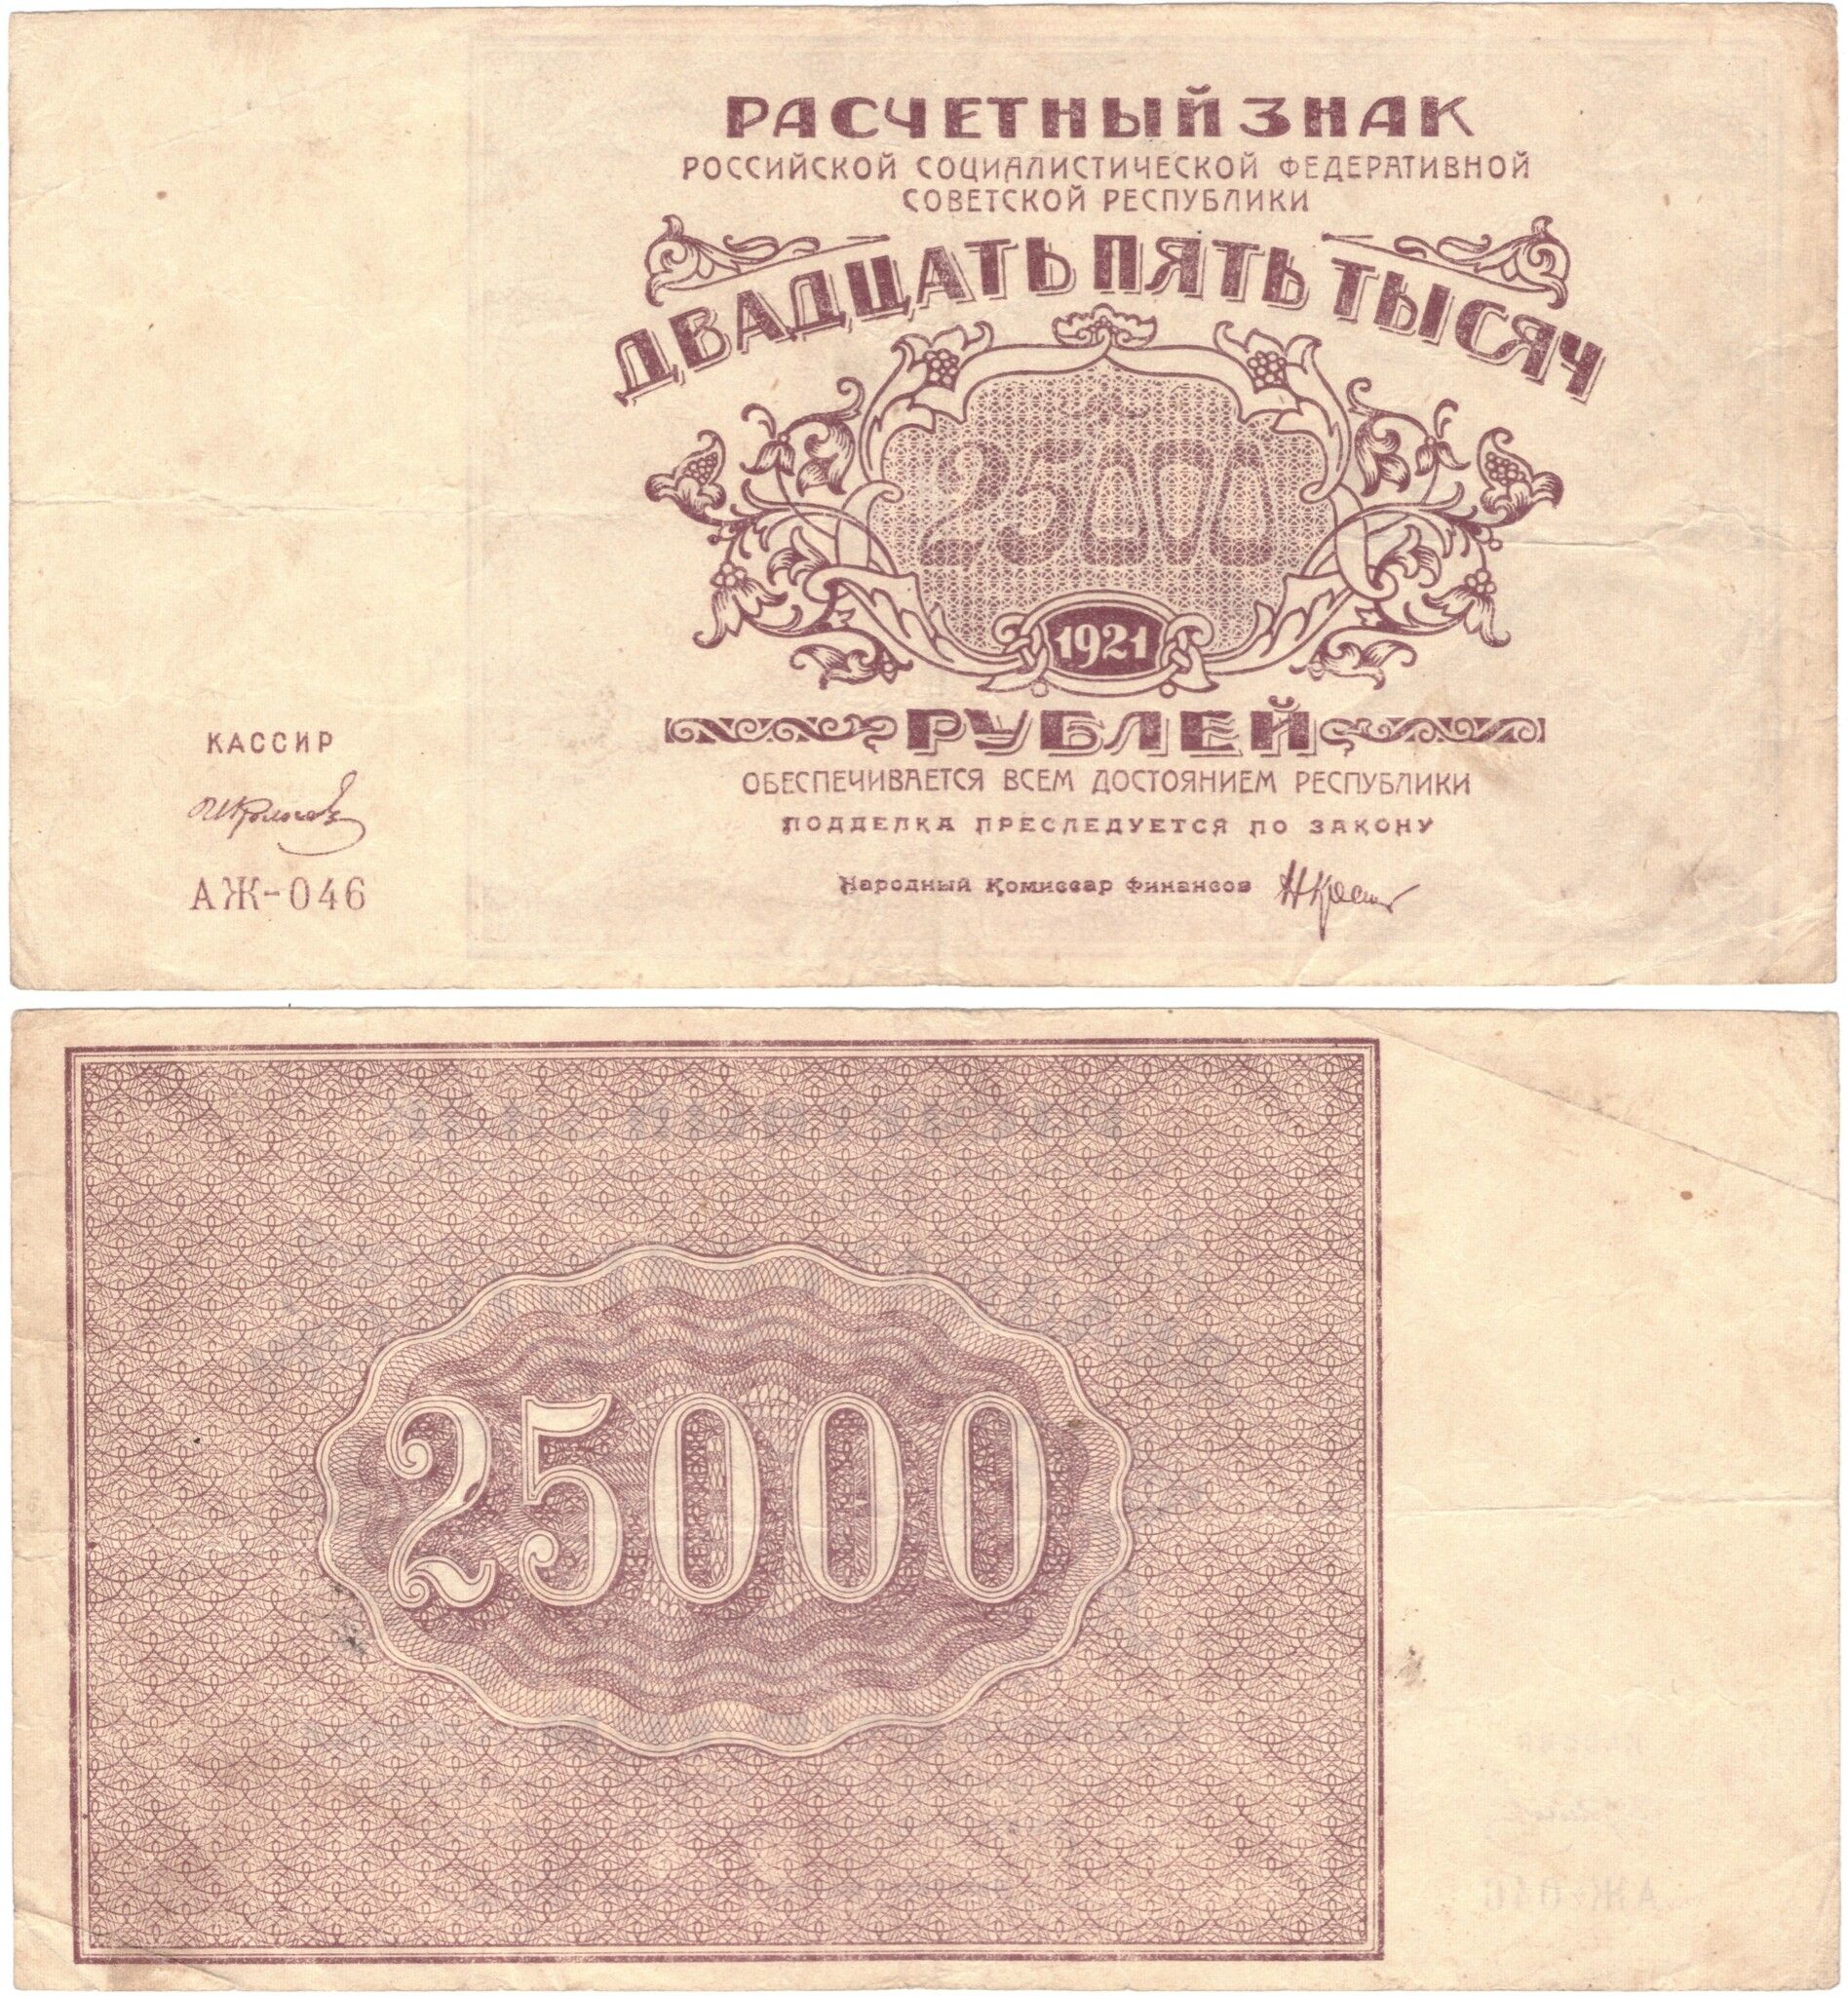 РАСЧЕТНЫЙ ЗНАК
РОССИЙСКОЙ СОЦИАЛИСТИЧЕСКОЙ ФЕДЕРАТИВНОЙ
СОВЕТСКОЙ РЕСПУБЛИКИ
ДВАДЦАТЬ ПЯТЬ ТЫСЯЧ
25000
1921
РУБЛЕЙ
ОБЕСПЕЧИВАЕТСЯ ВСЕМ ДОСТОЯНИЕМ РЕСПУБЛИКИ
ПОДДЕЛКА ПРЕСЛЕДУЕТСЯ ПО ЗАКОНУ
Народный Комиссар Финансов
КАССИР
АЖ-046
25000